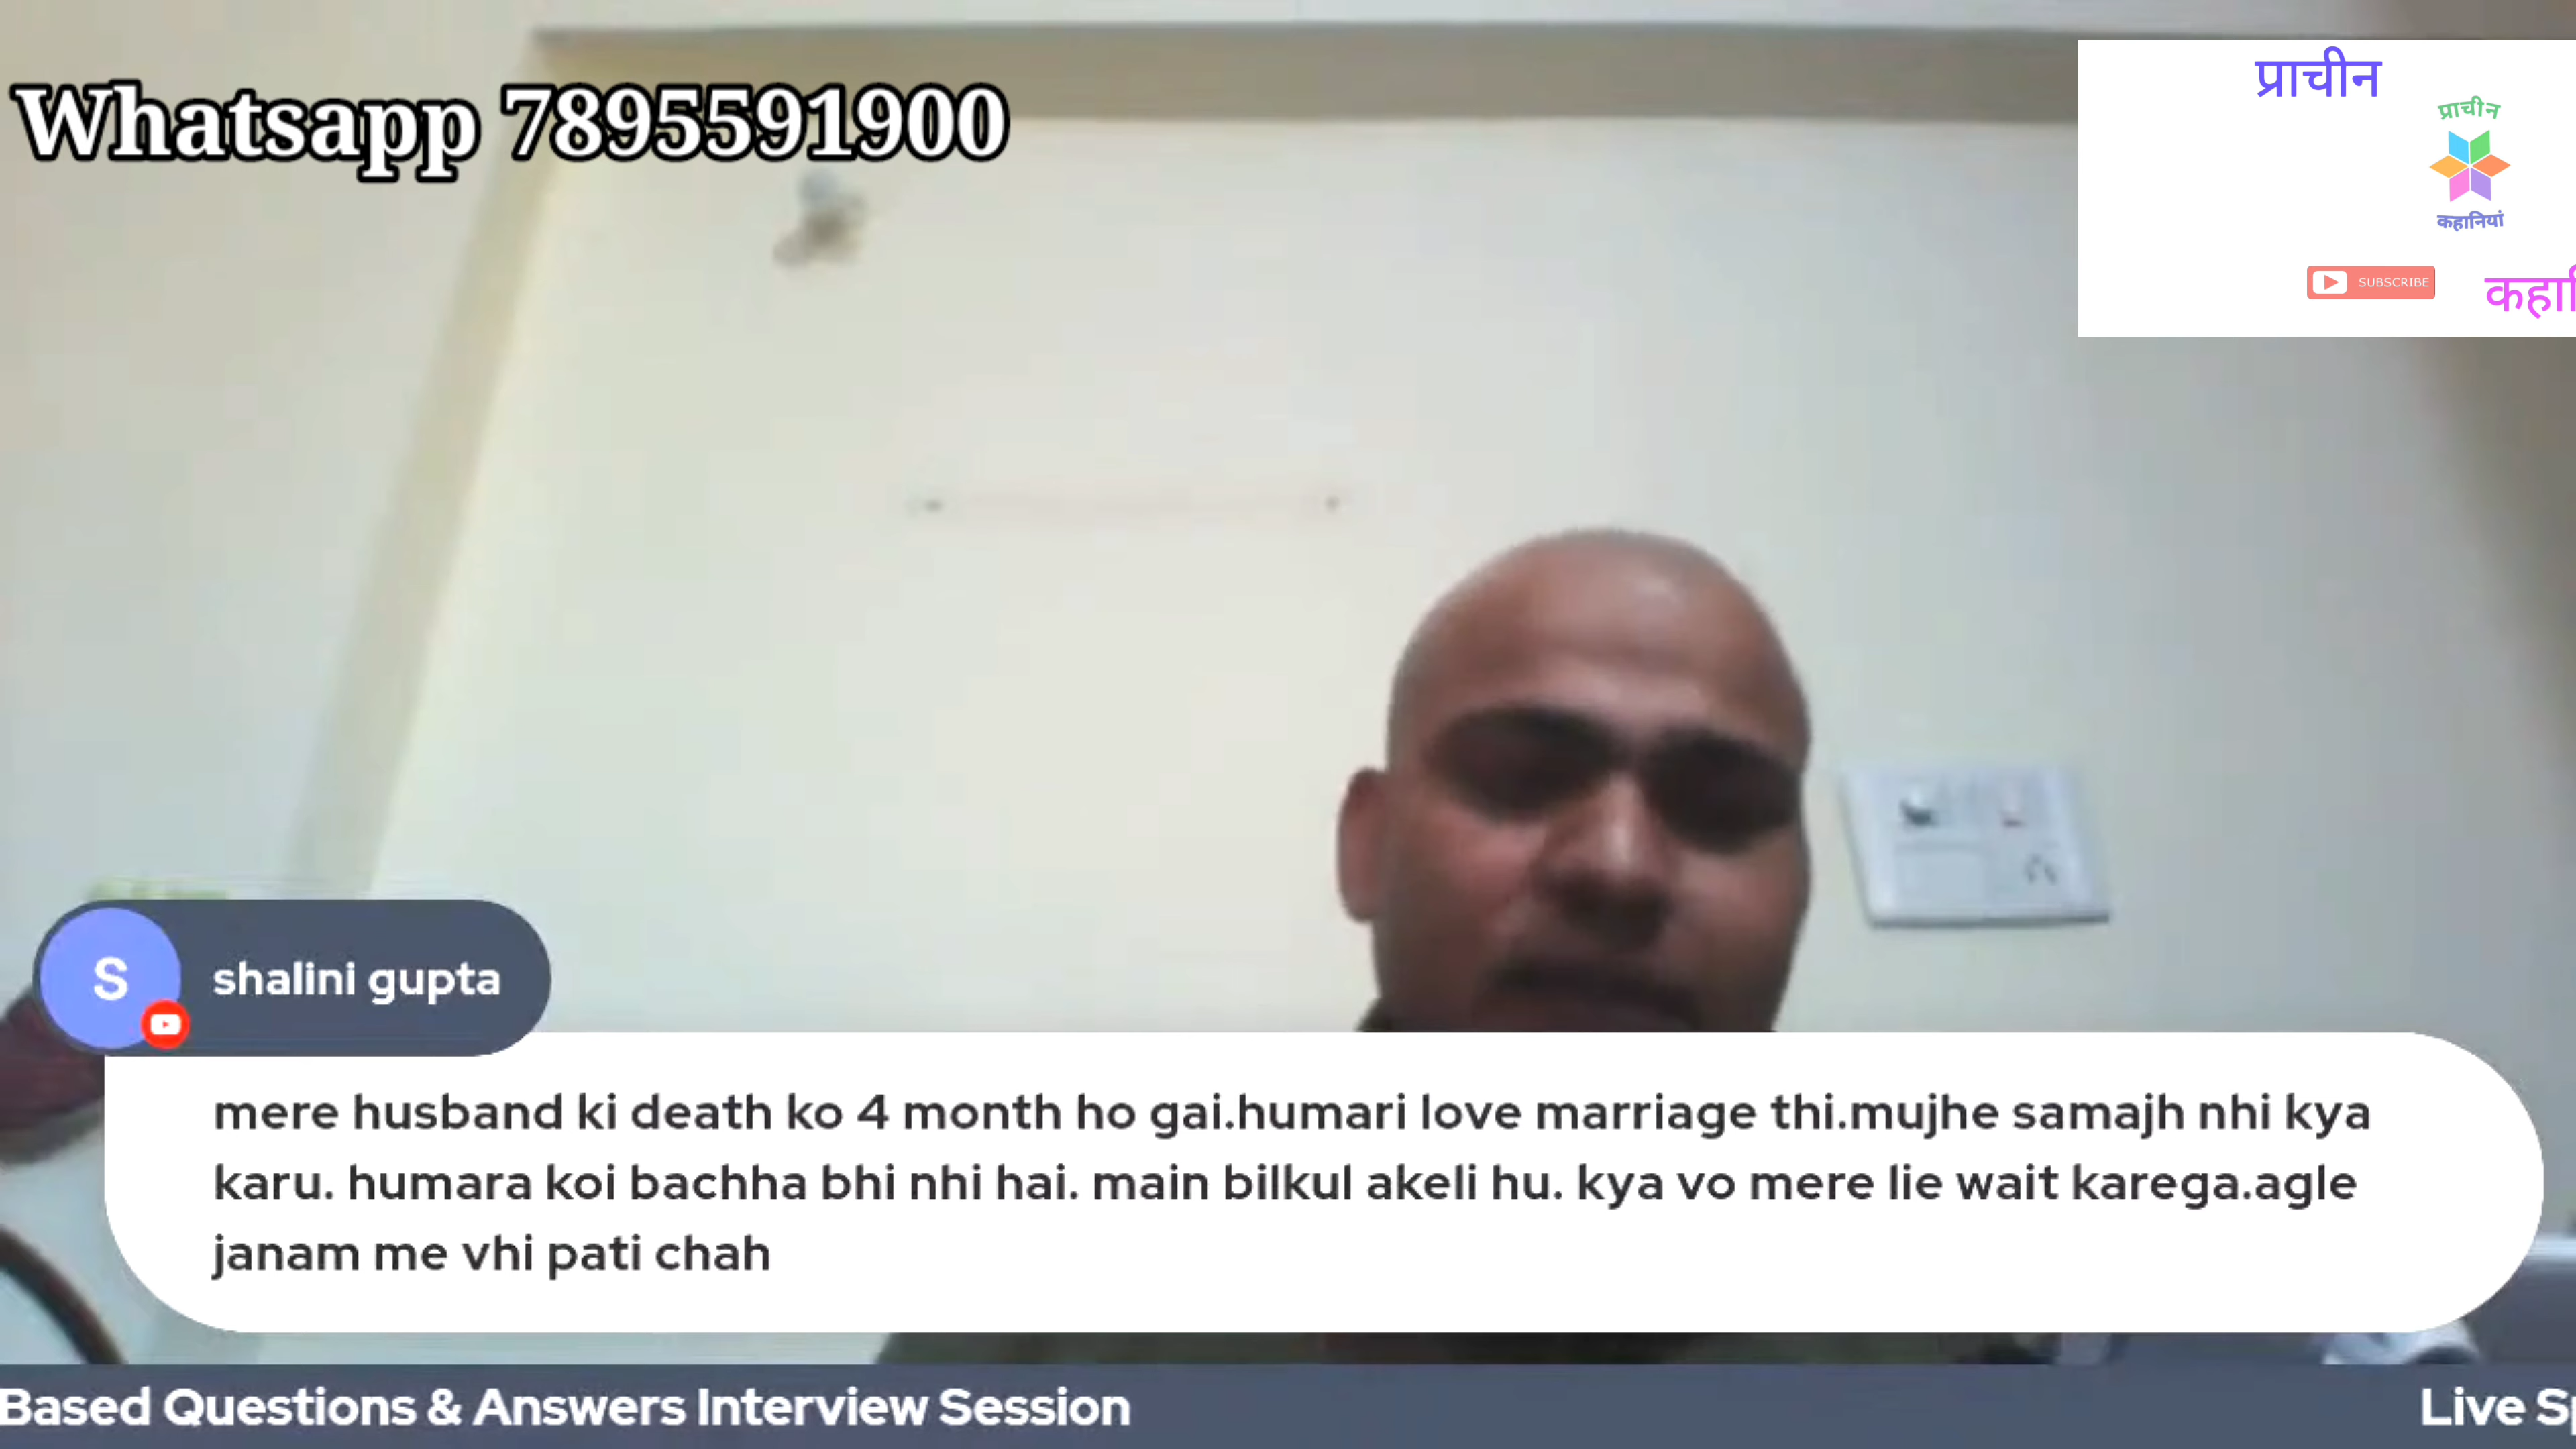 Whatsapp 7895591900
प्राचीन
प्राचीन
कहानियां
SUBSCRIBE
shalini gupta
S
mere husband ki death ko 4 month ho gai.humari love marriage thi.mujhe samajh nhi kya
karu. humara koi bachha bhi nhi hai. main bilkul akeli hu. kya vo mere lie wait karega.agle
janam me vhi pati chah
Based Questions & Answers Interview Session
Live